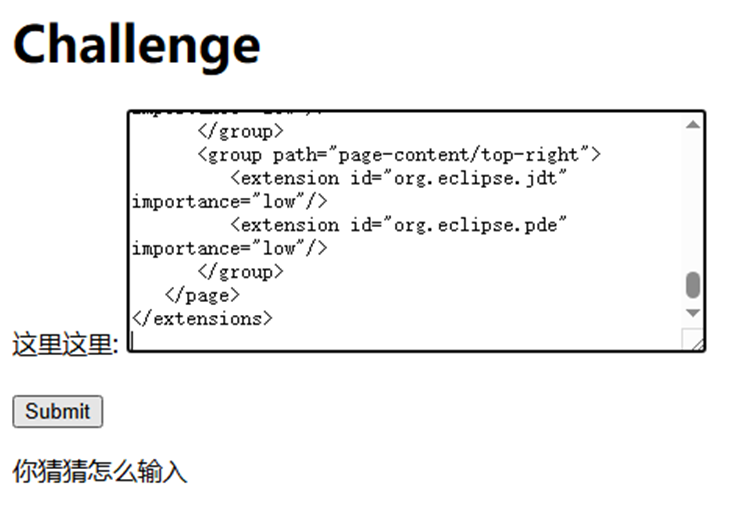 Challenge
</group>
<group path="page-content/top-right">
<extension id="org.eclipse.jdt"
importance="low"/>
<extension id="org.eclipse.pde"
importance="low"/>
</group>
</page>
</extensions>
这里这里:
Submit
你猜猜怎么输入